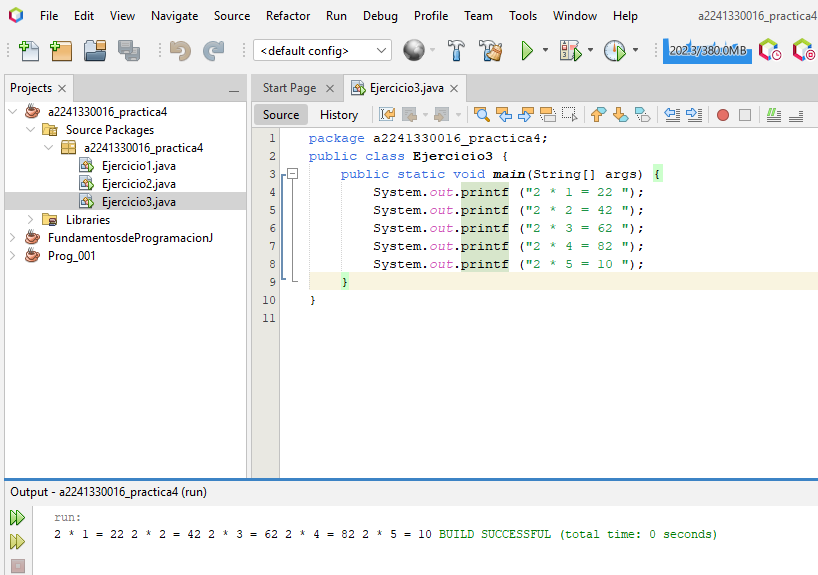 File Edit View Navigate Source Refactor Run Debug Profile Team Tools Window Help a2241330016_practica4
<default config> 202.3/380.0MB
Projects
a2241330016_practica4
Source Packages
a2241330016_practica4
Ejercicio1.java
Ejercicio2.java
Ejercicio3.java
Libraries
FundamentosdeProgramacionJ
Prog_001
Start Page Ejercicio3.java
Source History
1 package a2241330016_practica4;
2 public class Ejercicio3 {
3 public static void main(String[] args) {
4 System.out.printf ("2 * 1 = 22 ");
5 System.out.printf ("2 * 2 = 42 ");
6 System.out.printf ("2 * 3 = 62 ");
7 System.out.printf ("2 * 4 = 82 ");
8 System.out.printf ("2 * 5 = 10 ");
9 }
10 }
11
Output - a2241330016_practica4 (run)
run:
2 * 1 = 22 2 * 2 = 42 2 * 3 = 62 2 * 4 = 82 2 * 5 = 10 BUILD SUCCESSFUL (total time: 0 seconds)